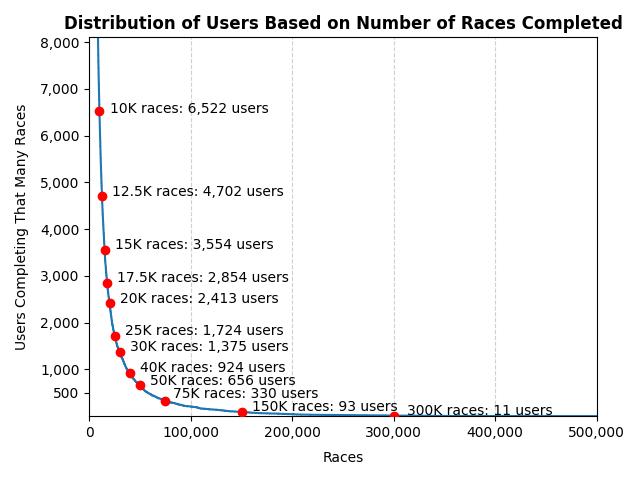 Distribution of Users Based on Number of Races Completed
8,000
7,000
6,000
5,000
4,000
3,000
2,000
1,000
500
Users Completing That Many Races
10K races: 6,522 users
12.5K races: 4,702 users
15K races: 3,554 users
17.5K races: 2,854 users
20K races: 2,413 users
25K races: 1,724 users
30K races: 1,375 users
40K races: 924 users
50K races: 656 users
75K races: 330 users
150K races: 93 users
300K races: 11 users
0
100,000
200,000
300,000
400,000
500,000
Races